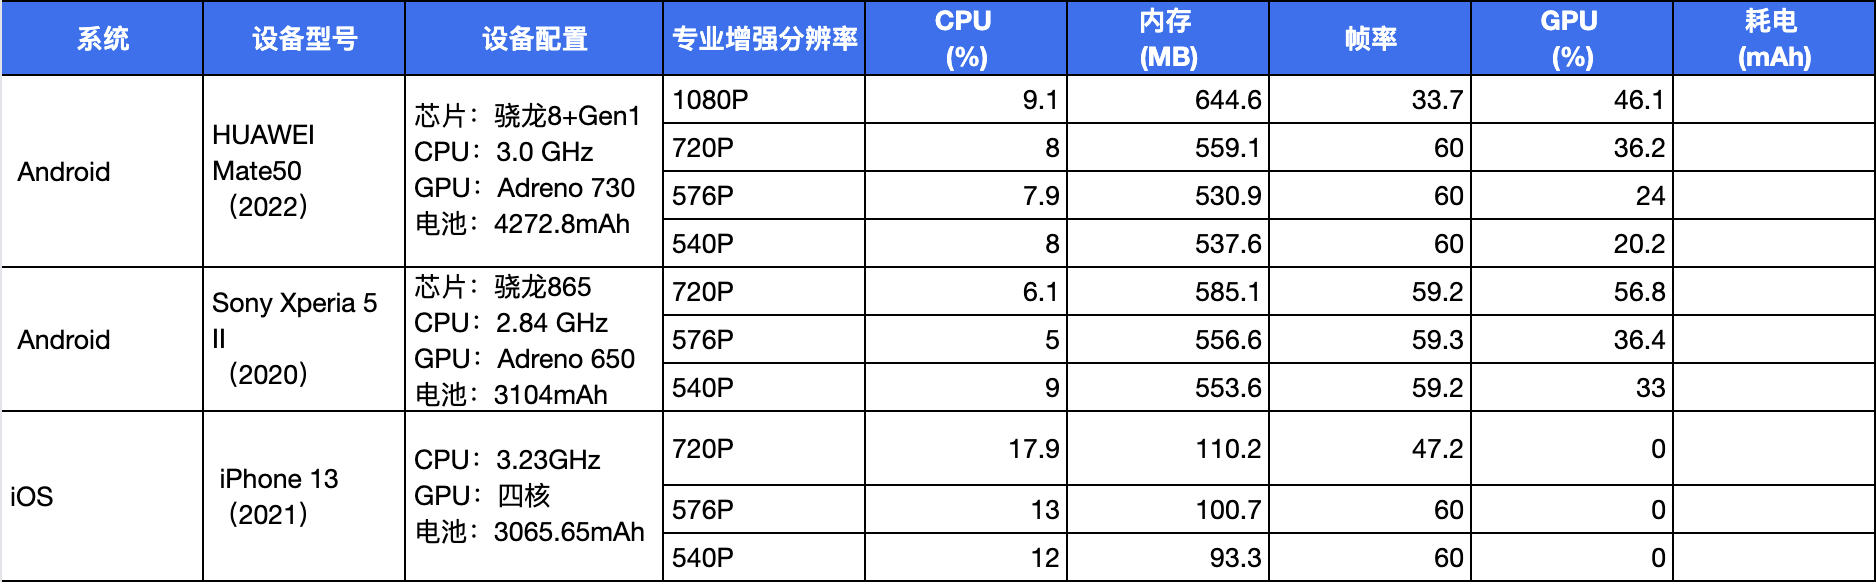 系统 设备型号 设备配置 专业增强分辨率 CPU (%) 内存 (MB) 帧率 GPU (%) 耗电 (mAh)
Android
HUAWEI
Mate50
（2022）
芯片：骁龙8+Gen1
CPU：3.0 GHz
GPU：Adreno 730
电池：4272.8mAh
1080P 9.1 644.6 33.7 46.1
720P 8 559.1 60 36.2
576P 7.9 530.9 60 24
540P 8 537.6 60 20.2
Android
Sony Xperia 5
II
（2020）
芯片：骁龙865
CPU：2.84 GHz
GPU：Adreno 650
电池：3104mAh
720P 6.1 585.1 59.2 56.8
576P 5 556.6 59.3 36.4
540P 9 553.6 59.2 33
iOS
iPhone 13
（2021）
CPU：3.23GHz
GPU：四核
电池：3065.65mAh
720P 17.9 110.2 47.2 0
576P 13 100.7 60 0
540P 12 93.3 60 0